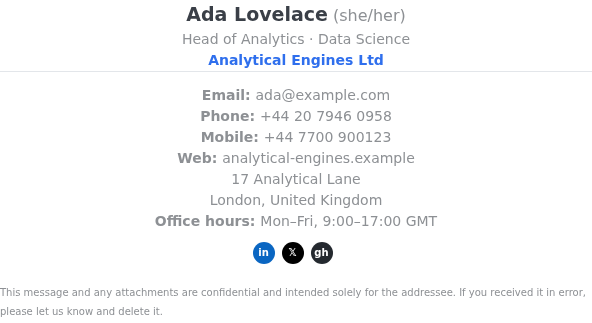 Ada Lovelace (she/her)
Head of Analytics · Data Science
Analytical Engines Ltd
Email: ada@example.com
Phone: +44 20 7946 0958
Mobile: +44 7700 900123
Web: analytical-engines.example
17 Analytical Lane
London, United Kingdom
Office hours: Mon–Fri, 9:00–17:00 GMT
in 𝕏 gh
This message and any attachments are confidential and intended solely for the addressee. If you received it in error,
please let us know and delete it.